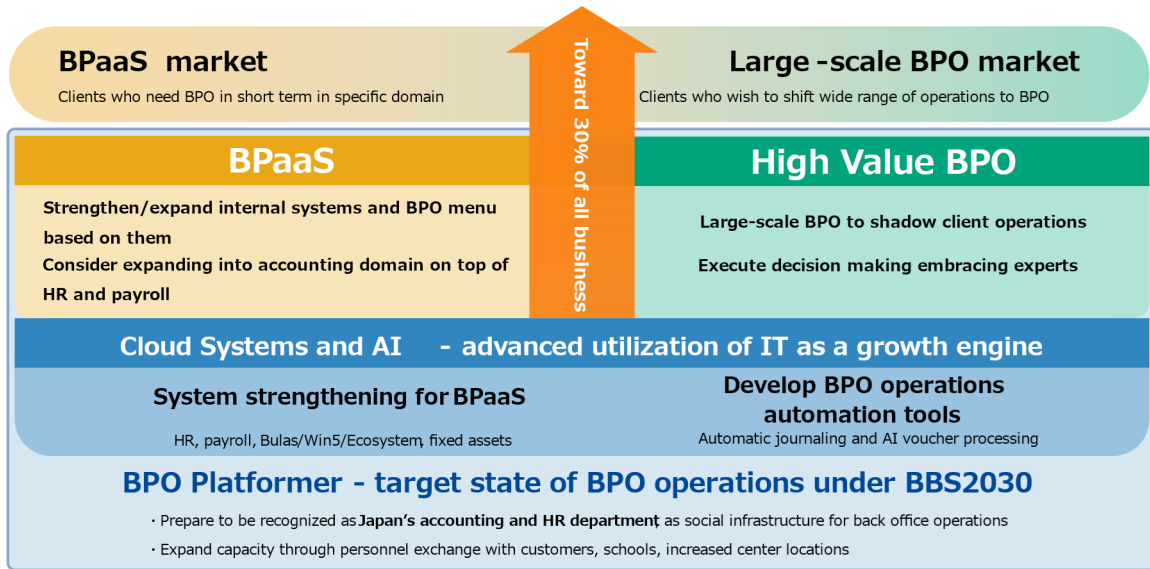 BPaaS market
Clients who need BPO in short term in specific domain
Toward 30% of all business
Large-scale BPO market
Clients who wish to shift wide range of operations to BPO
BPaaS
Strengthen/expand internal systems and BPO menu
based on them
Consider expanding into accounting domain on top of
HR and payroll
High Value BPO
Large-scale BPO to shadow client operations
Execute decision making embracing experts
Cloud Systems and AI - advanced utilization of IT as a growth engine
System strengthening for BPaaS
HR, payroll, Bulas/Win5/Ecosystem, fixed assets
Develop BPO operations
automation tools
Automatic journaling and AI voucher processing
BPO Platformer - target state of BPO operations under BBS2030
・Prepare to be recognized as Japan's accounting and HR department, as social infrastructure for back office operations
・Expand capacity through personnel exchange with customers, schools, increased center locations